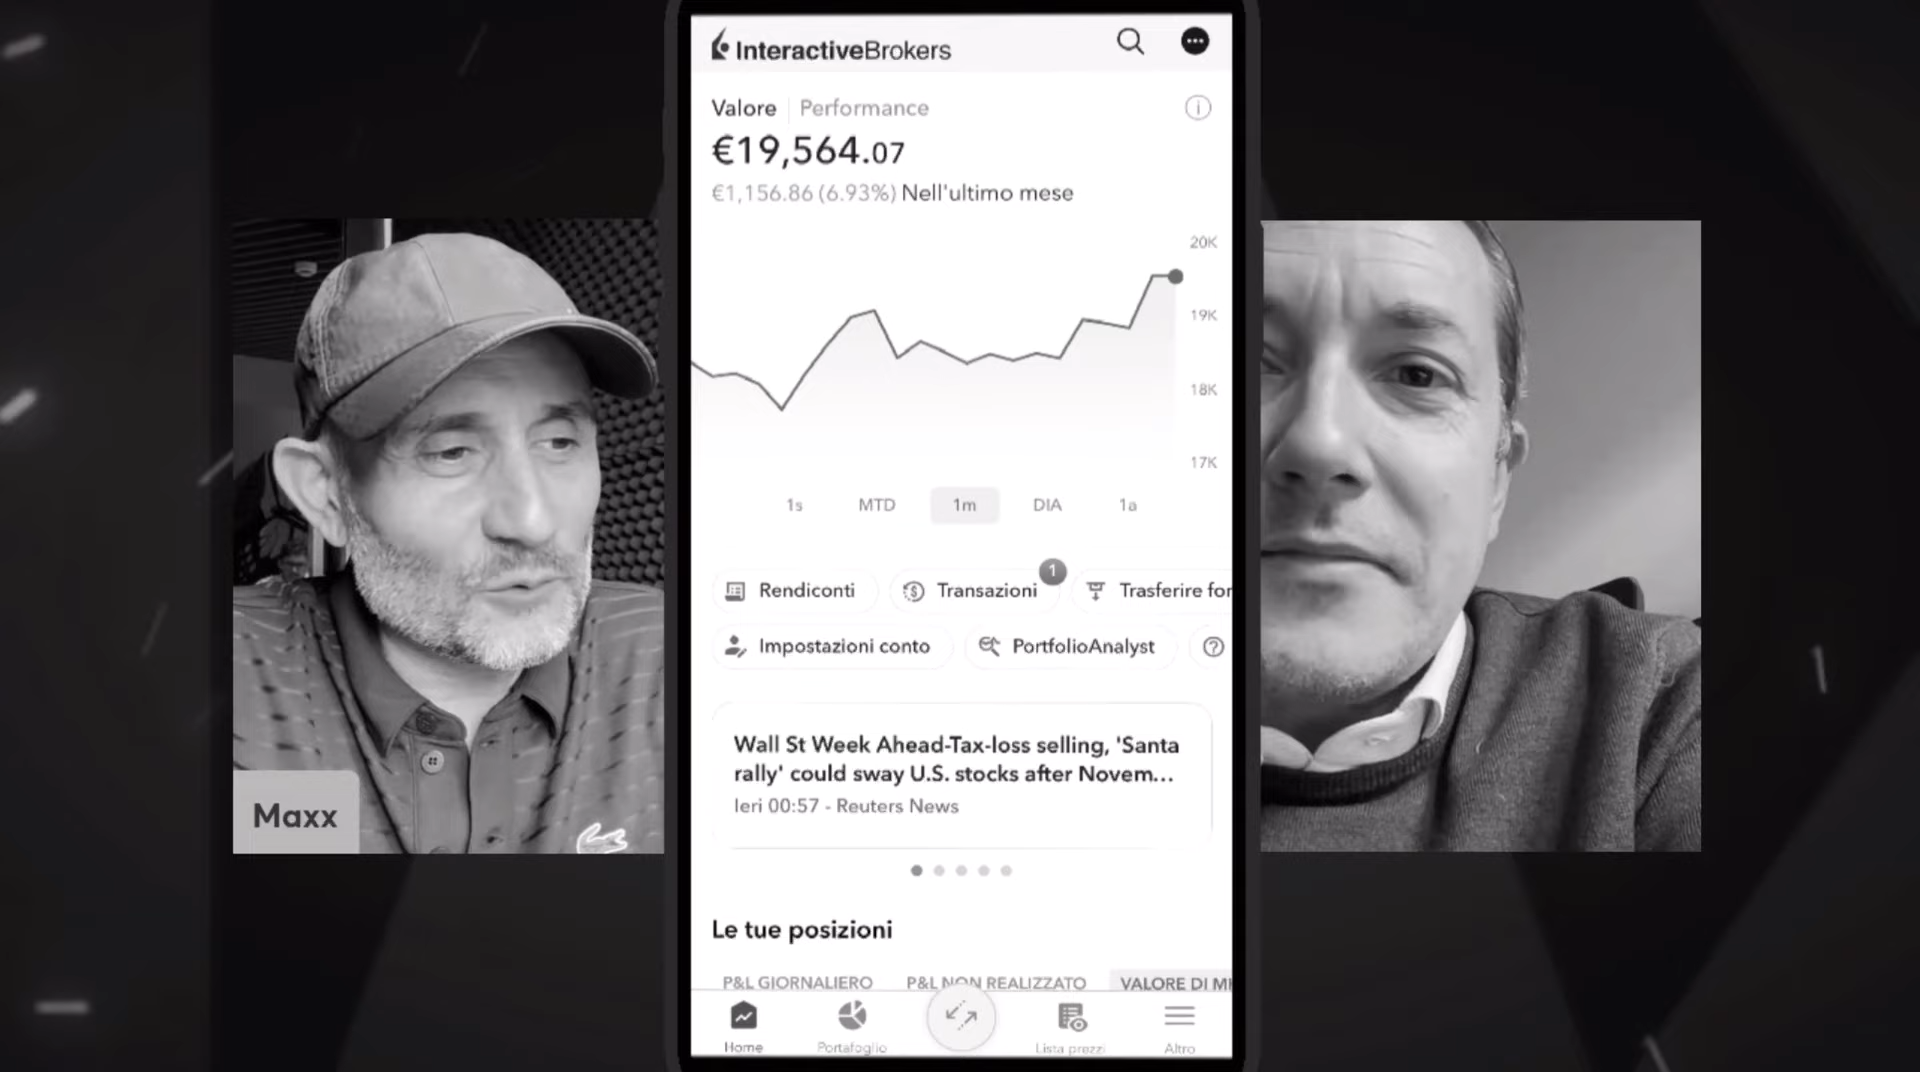 InteractiveBrokers
Valore Performance
€19,564.07
€1,156.86 (6.93%) Nell'ultimo mese
20K
19K
18K
17K
1s MTD 1m DIA 1a
Rendiconti Transazioni 1 Trasferire for
Impostazioni conto PortfolioAnalyst
Wall St Week Ahead-Tax-loss selling, 'Santa
rally' could sway U.S. stocks after Novem...
Ieri 00:57 - Reuters News
Le tue posizioni
P&L GIORNALIERO P&L NON REALIZZATO VALORE DI M
Home Portafoglio Lista prezzi Altro
Maxx